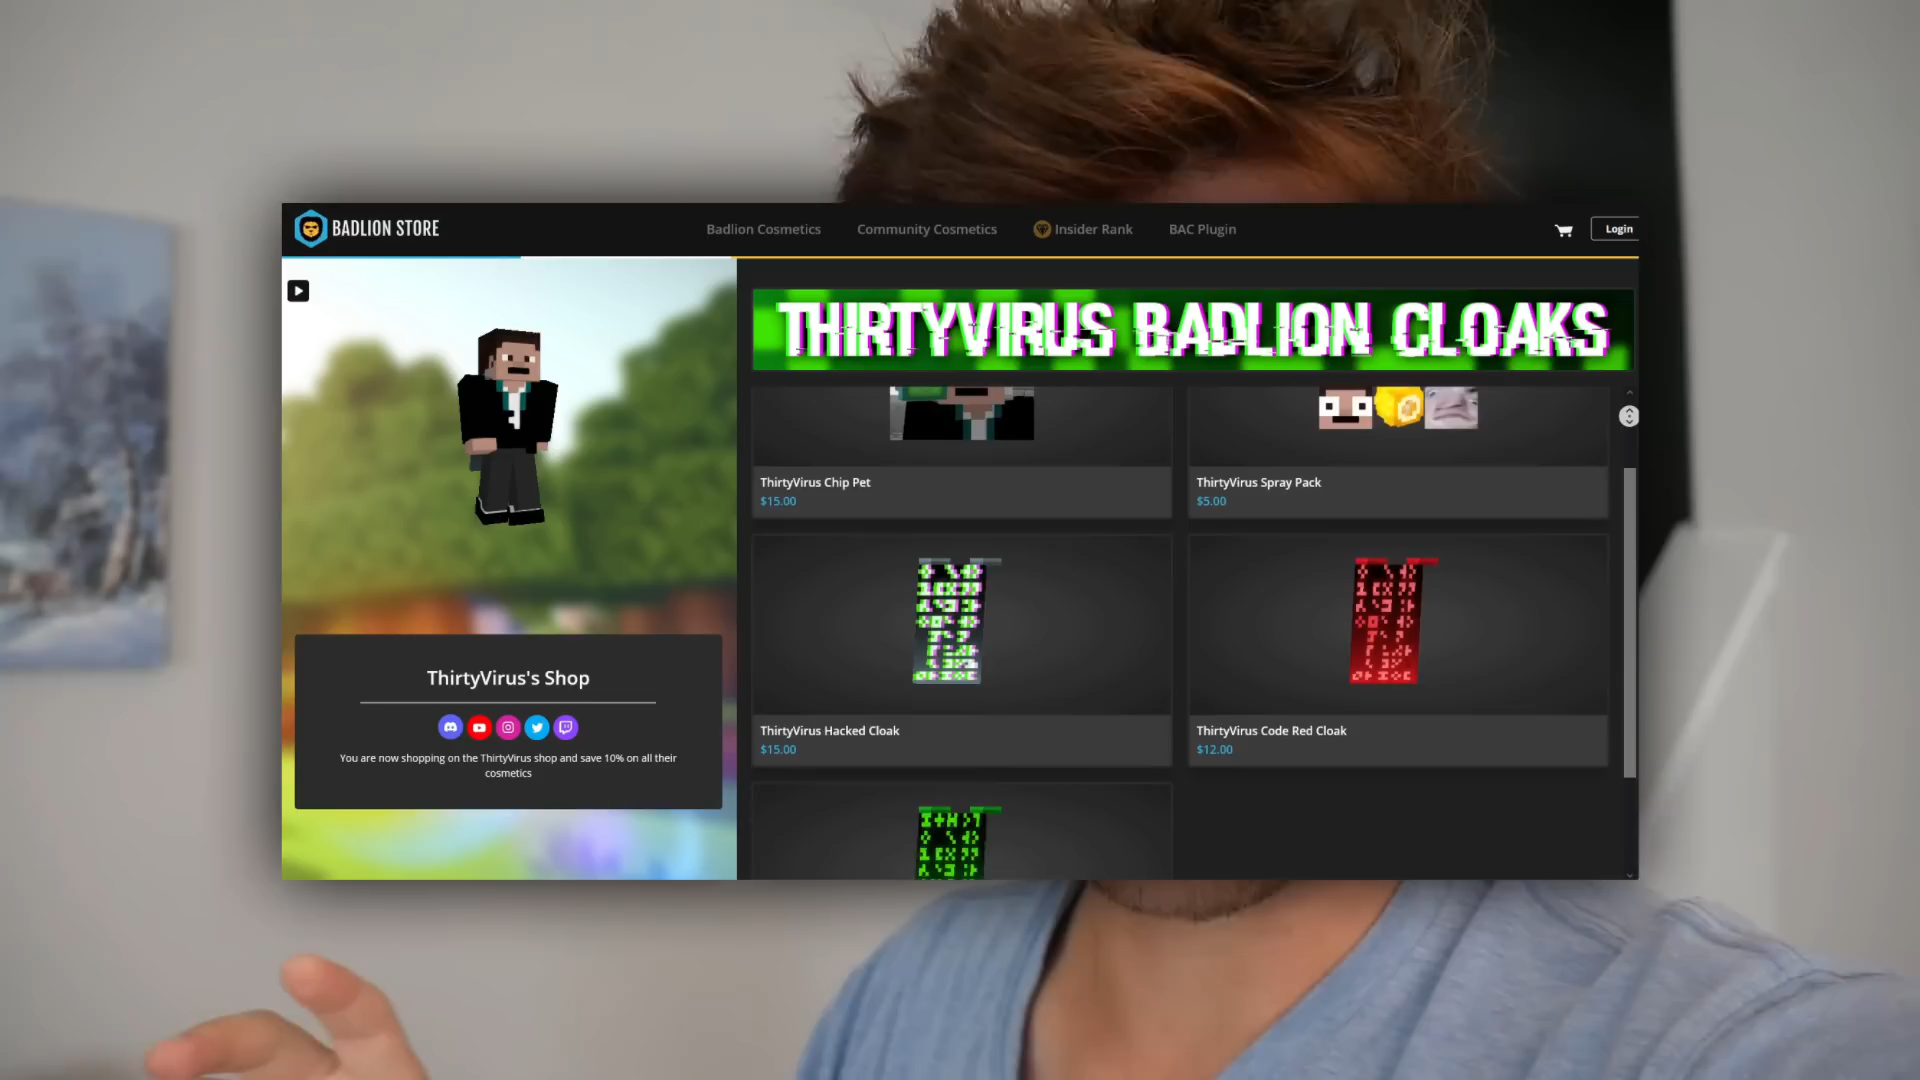 BADLION STORE
Badlion Cosmetics
Community Cosmetics
Insider Rank
BAC Plugin
Login
THIRTYVIRUS BADLION CLOAKS
ThirtyVirus Chip Pet
$15.00
ThirtyVirus Spray Pack
$5.00
ThirtyVirus Hacked Cloak
$15.00
ThirtyVirus Code Red Cloak
$12.00
ThirtyVirus's Shop
You are now shopping on the ThirtyVirus shop and save 10% on all their
cosmetics